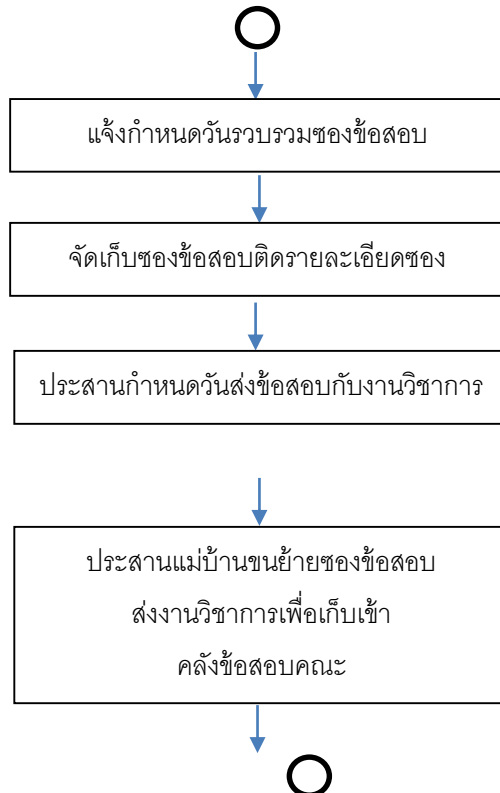 แจ้งกำหนดวันรวบรวมซองข้อสอบ
จัดเก็บซองข้อสอบติดรายละเอียดซอง
ประสานกำหนดวันส่งข้อสอบกับงานวิชาการ
ประสานแม่บ้านขนย้ายซองข้อสอบ
ส่งงานวิชาการเพื่อเก็บเข้า
คลังข้อสอบคณะ